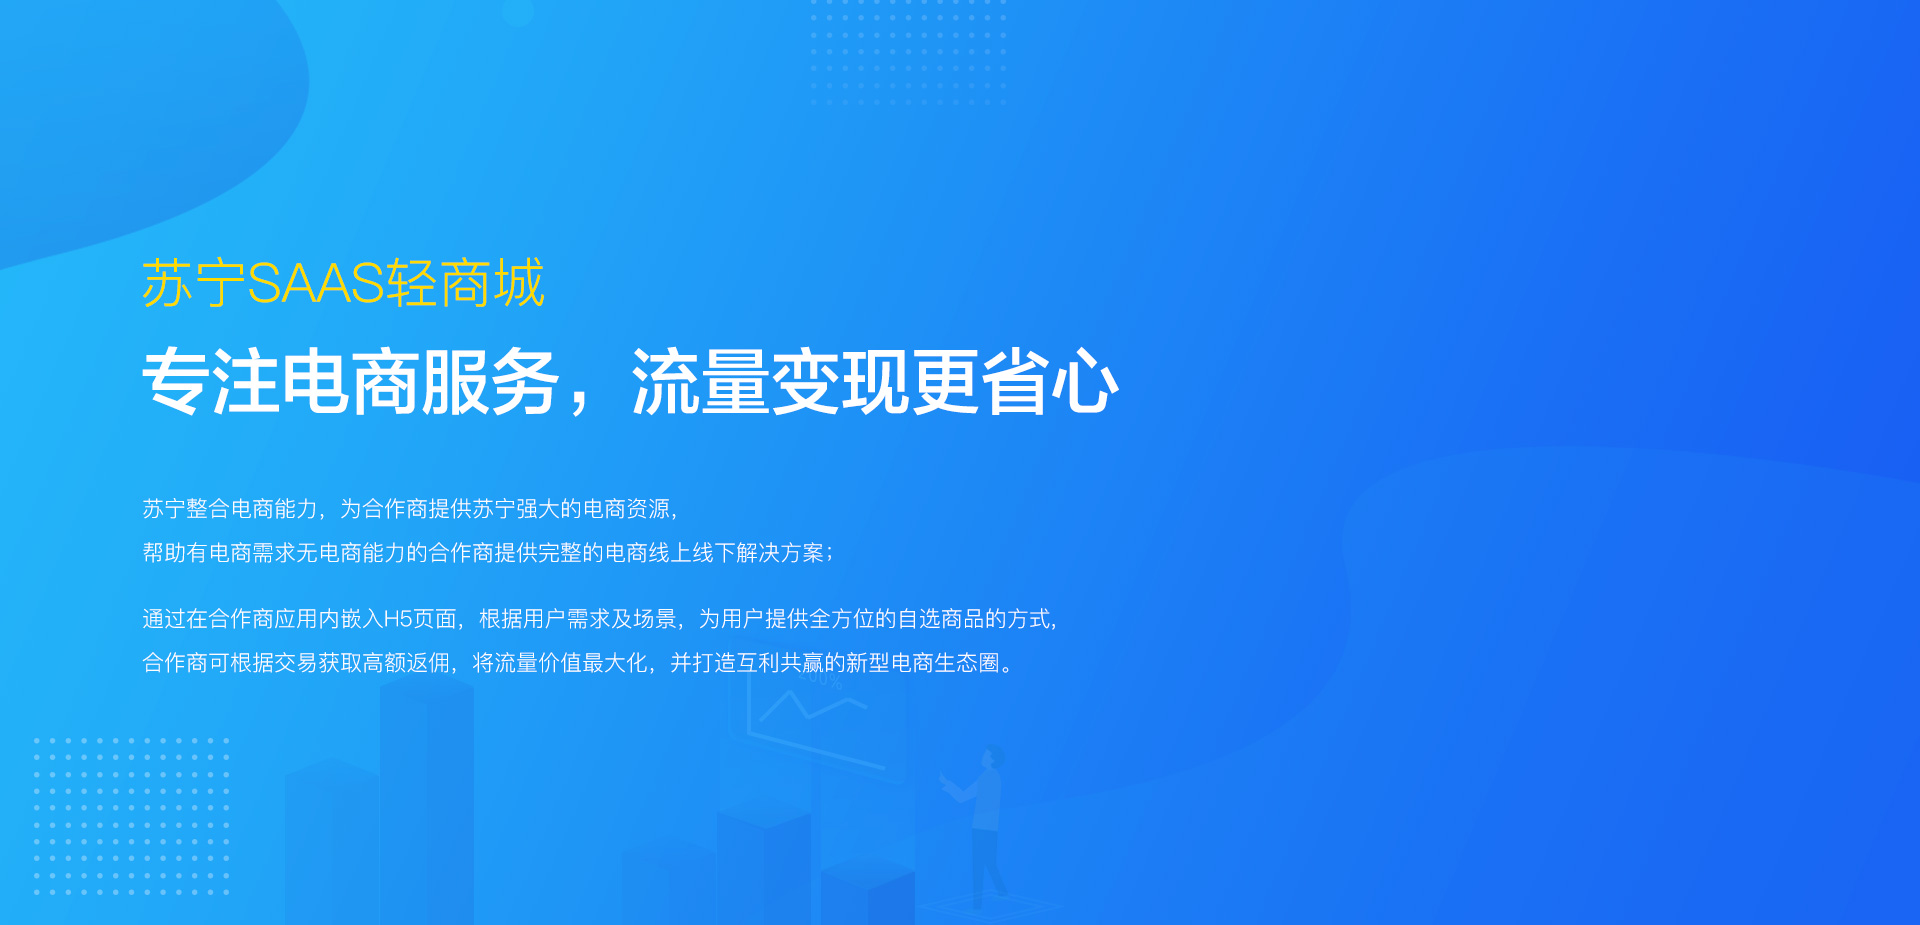 苏宁SAAS轻商城
专注电商服务，流量变现更省心
苏宁整合电商能力，为合作商提供苏宁强大的电商资源，
帮助有电商需求无电商能力的合作商提供完整的电商线上线下解决方案；
通过在合作商应用内嵌入H5页面，根据用户需求及场景，为用户提供全方位的自选商品的方式，
合作商可根据交易获取高额返佣，将流量价值最大化，并打造互利共赢的新型电商生态圈。
200%